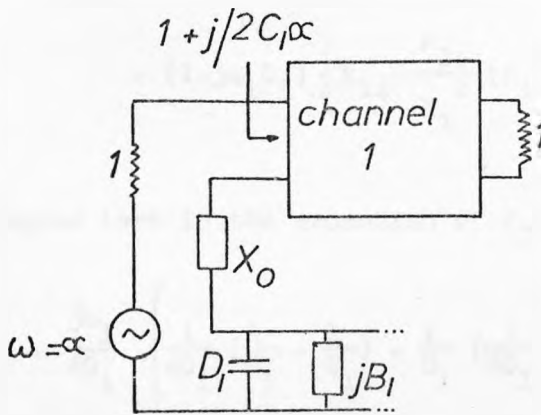 1 + j/2C₁∝
channel
1
1
1
X₀
ω=∝
D₁
jB₁